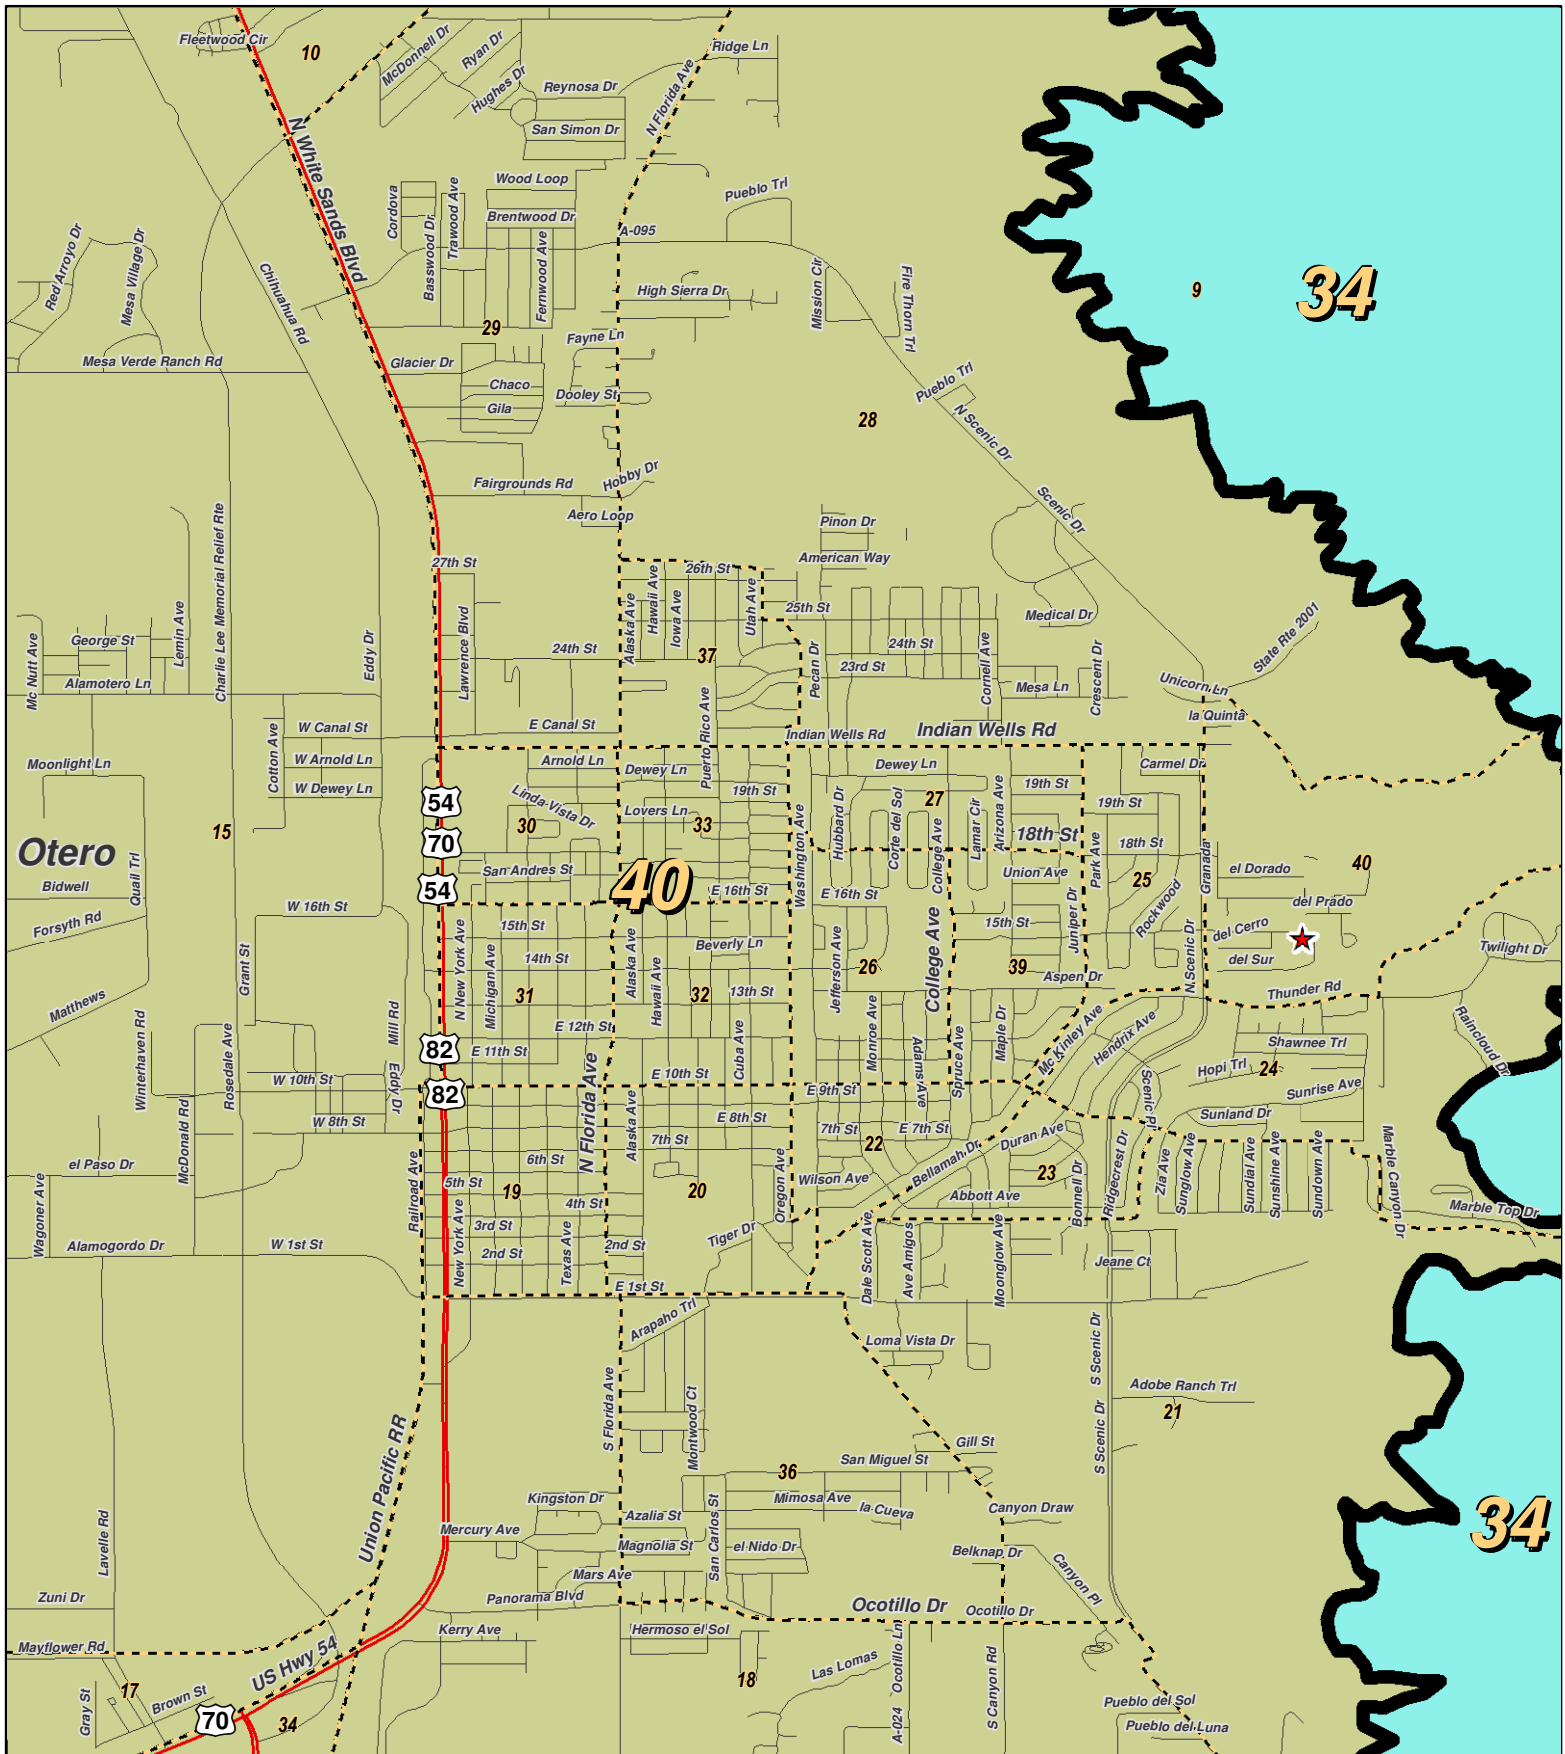 Fleetwood Cir
10
McDonnell Dr
Ryan Dr
Hughes Dr
Ridge Ln
Reynosa Dr
N Florida Ave
San Simon Dr
N White Sands Blvd
Wood Loop
Pueblo Trl
Cordova
Basswood Dr
Trawood Ave
Brentwood Dr
A-095
Fernwood Ave
Red Arroyo Dr
Mesa Village Dr
Chihuahua Rd
High Sierra Dr
Mission Cir
Fire Thorn Trl
9
34
29
Fayne Ln
Mesa Verde Ranch Rd
Glacier Dr
Chaco
Gila
Dooley St
Pueblo Trl
28
N Scenic Dr
Fairgrounds Rd
Hobby Dr
Aero Loop
Scenic Dr
Pinon Dr
American Way
27th St
26th St
Charlie Lee Memorial Relief Rte
Lemin Ave
Mc Nutt Ave
George St
Alamotero Ln
Eddy Dr
Lawrence Blvd
24th St
Alaska Ave
Hawaii Ave
Iowa Ave
Utah Ave
25th St
37
Pecan Dr
24th St
23rd St
Cornell Ave
Medical Dr
Mesa Ln
Crescent Dr
State Rte 2001
Unicorn Ln
la Quinta
Cotton Ave
W Canal St
E Canal St
Puerto Rico Ave
Indian Wells Rd
Indian Wells Rd
Moonlight Ln
W Arnold Ln
W Dewey Ln
Arnold Ln
Dewey Ln
Dewey Ln
Carmel Dr
54
Linda Vista Dr
Lovers Ln
19th St
Washington Ave
Hubbard Dr
Corte del Sol
27
College Ave
Lamar Cir
Arizona Ave
19th St
19th St
15
30
33
18th St
18th St
Otero
70
Park Ave
Granada
40
Quail Trl
Bidwell
San Andres St
54
40
E 16th St
E 16th St
Union Ave
25
el Dorado
Forsyth Rd
W 16th St
15th St
15th St
Juniper Dr
Rockwood
del Prado
del Cerro
Grant St
N New York Ave
Michigan Ave
14th St
Alaska Ave
Hawaii Ave
Beverly Ln
Jefferson Ave
26
College Ave
39
Aspen Dr
N Scenic Dr
del Sur
Twilight Dr
Matthews
31
32
13th St
Thunder Rd
Winterhaven Rd
Rosedale Ave
Mill Rd
82
E 12th St
E 11th St
Cuba Ave
Monroe Ave
Adams Ave
Spruce Ave
Maple Dr
Mc Kinley Ave
Hendrix Ave
Shawnee Trl
Raincloud Dr
W 10th St
Eddy Dr
N Florida Ave
E 10th St
Hopi Trl
24
McDonald Rd
82
Alaska Ave
E 9th St
Scenic Pl
Sunrise Ave
W 8th St
E 8th St
7th St
E 7th St
22
Sunland Dr
7th St
Duran Ave
Marble Canyon Dr
el Paso Dr
Railroad Ave
6th St
5th St
19
4th St
20
Oregon Ave
Wilson Ave
Bellamah Dr
23
Abbott Ave
Bonnell Dr
Ridgecrest Dr
Zia Ave
Sunglow Ave
Sundial Ave
Sunshine Ave
Sundown Ave
Marble Top Dr
Wagoner Ave
Alamogordo Dr
W 1st St
New York Ave
3rd St
2nd St
Texas Ave
2nd St
Tiger Dr
Dale Scott Ave
Ave Amigos
Moonglow Ave
Jeane Ct
E 1st St
Arapaho Trl
Loma Vista Dr
S Scenic Dr
S Florida Ave
Montwood Ct
Adobe Ranch Trl
21
S Scenic Dr
Gill St
San Miguel St
Union Pacific RR
36
Kingston Dr
Mimosa Ave
la Cueva
Canyon Draw
34
Lavelle Rd
Mercury Ave
Azalia St
San Carlos St
Magnolia St
el Nido Dr
Belknap Dr
Canyon Pl
Zuni Dr
Mars Ave
Panorama Blvd
Ocotillo Dr
Ocotillo Dr
Mayflower Rd
US Hwy 54
Kerry Ave
Hermoso el Sol
Ocotillo Ln
Las Lomas
18
S Canyon Rd
17
Gray St
Brown St
70
34
A-024
Pueblo del Sol
Pueblo del Luna